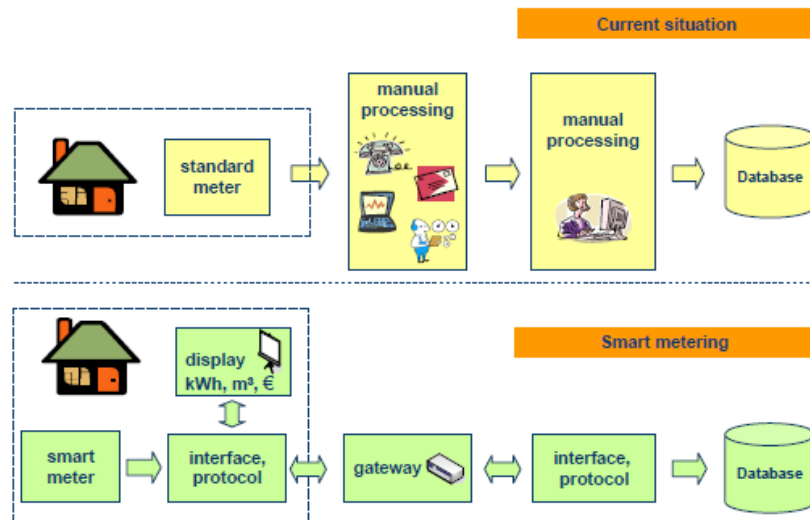 Current situation
manual
processing
manual
processing
standard
meter
Database
Smart metering
display
kWh, m³, €
smart
meter
interface,
protocol
gateway
interface,
protocol
Database